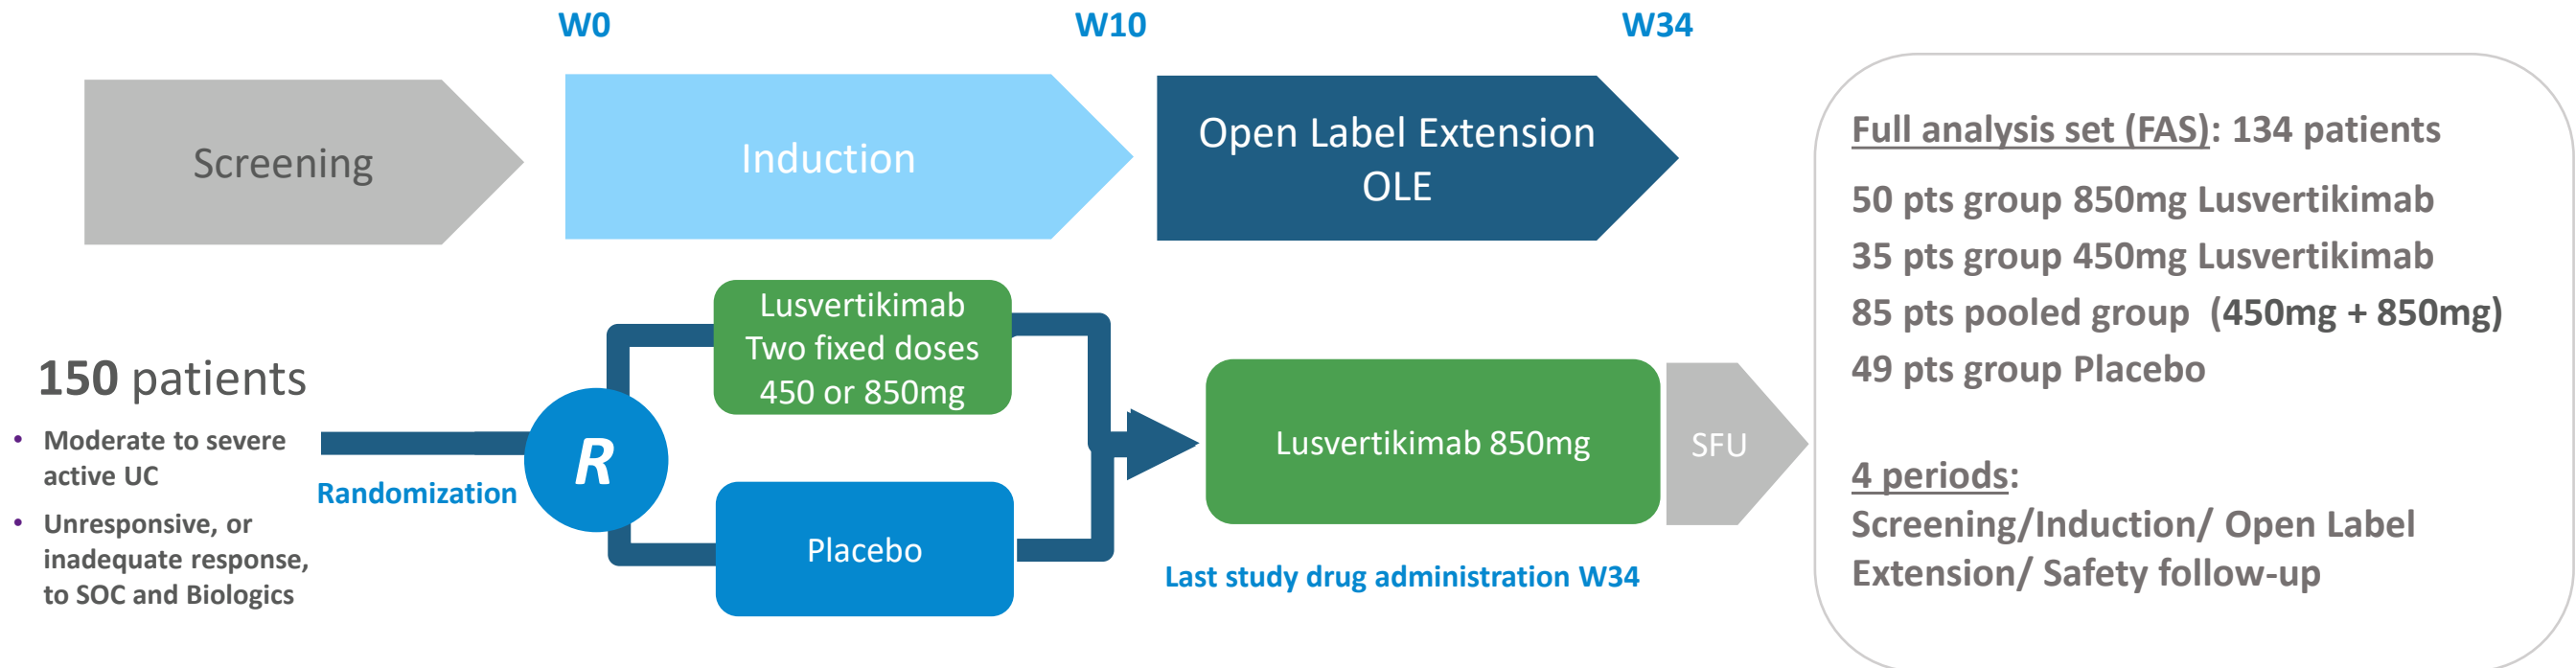 W0
W10
W34
Screening
Induction
Open Label Extension
OLE
150 patients
• Moderate to severe
active UC
• Unresponsive, or
inadequate response,
to SOC and Biologics
Randomization
R
Lusvertikimab
Two fixed doses
450 or 850mg
Placebo
Lusvertikimab 850mg
SFU
Last study drug administration W34
Full analysis set (FAS): 134 patients
50 pts group 850mg Lusvertikimab
35 pts group 450mg Lusvertikimab
85 pts pooled group (450mg + 850mg)
49 pts group Placebo
4 periods:
Screening/Induction/ Open Label
Extension/ Safety follow-up